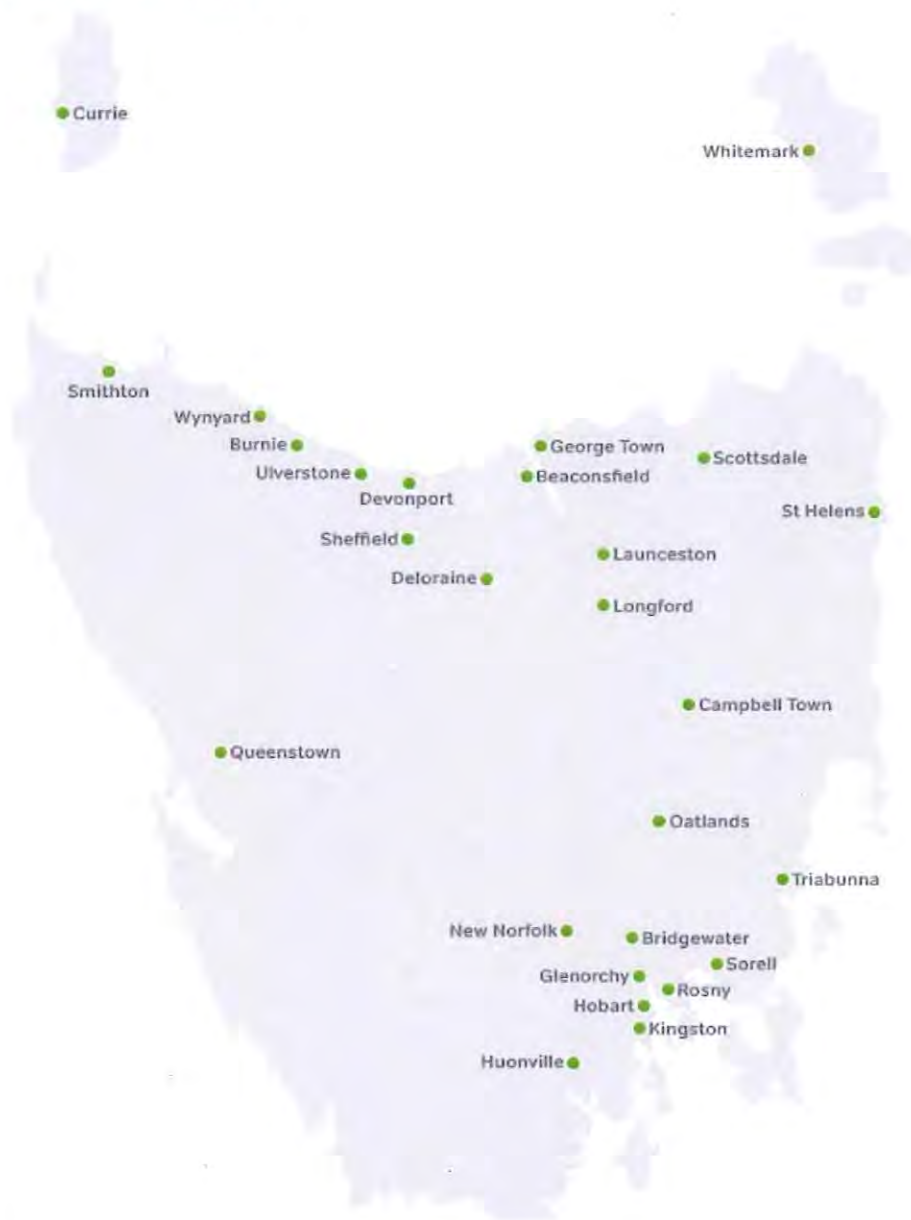 Currie
Whitemark
Smithton
Wynyard
Burnie
George Town
Scottsdale
Ulverstone
Beaconsfield
Devonport
St Helens
Sheffield
Launceston
Deloraine
Longford
Campbell Town
Queenstown
Oatlands
Triabunna
New Norfolk
Bridgewater
Sorell
Glenorchy
Rosny
Hobart
Kingston
Huonville